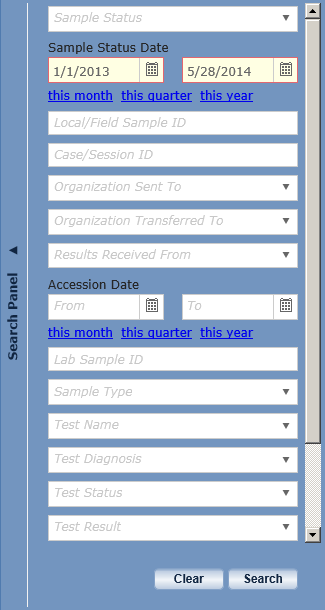 Sample Status
Sample Status Date
1/1/2013 5/28/2014
this month this quarter this year
Local/Field Sample ID
Case/Session ID
Organization Sent To
Organization Transferred To
Results Received From
Accession Date
From To
this month this quarter this year
Lab Sample ID
Sample Type
Test Name
Test Diagnosis
Test Status
Test Result
Clear Search
Search Panel